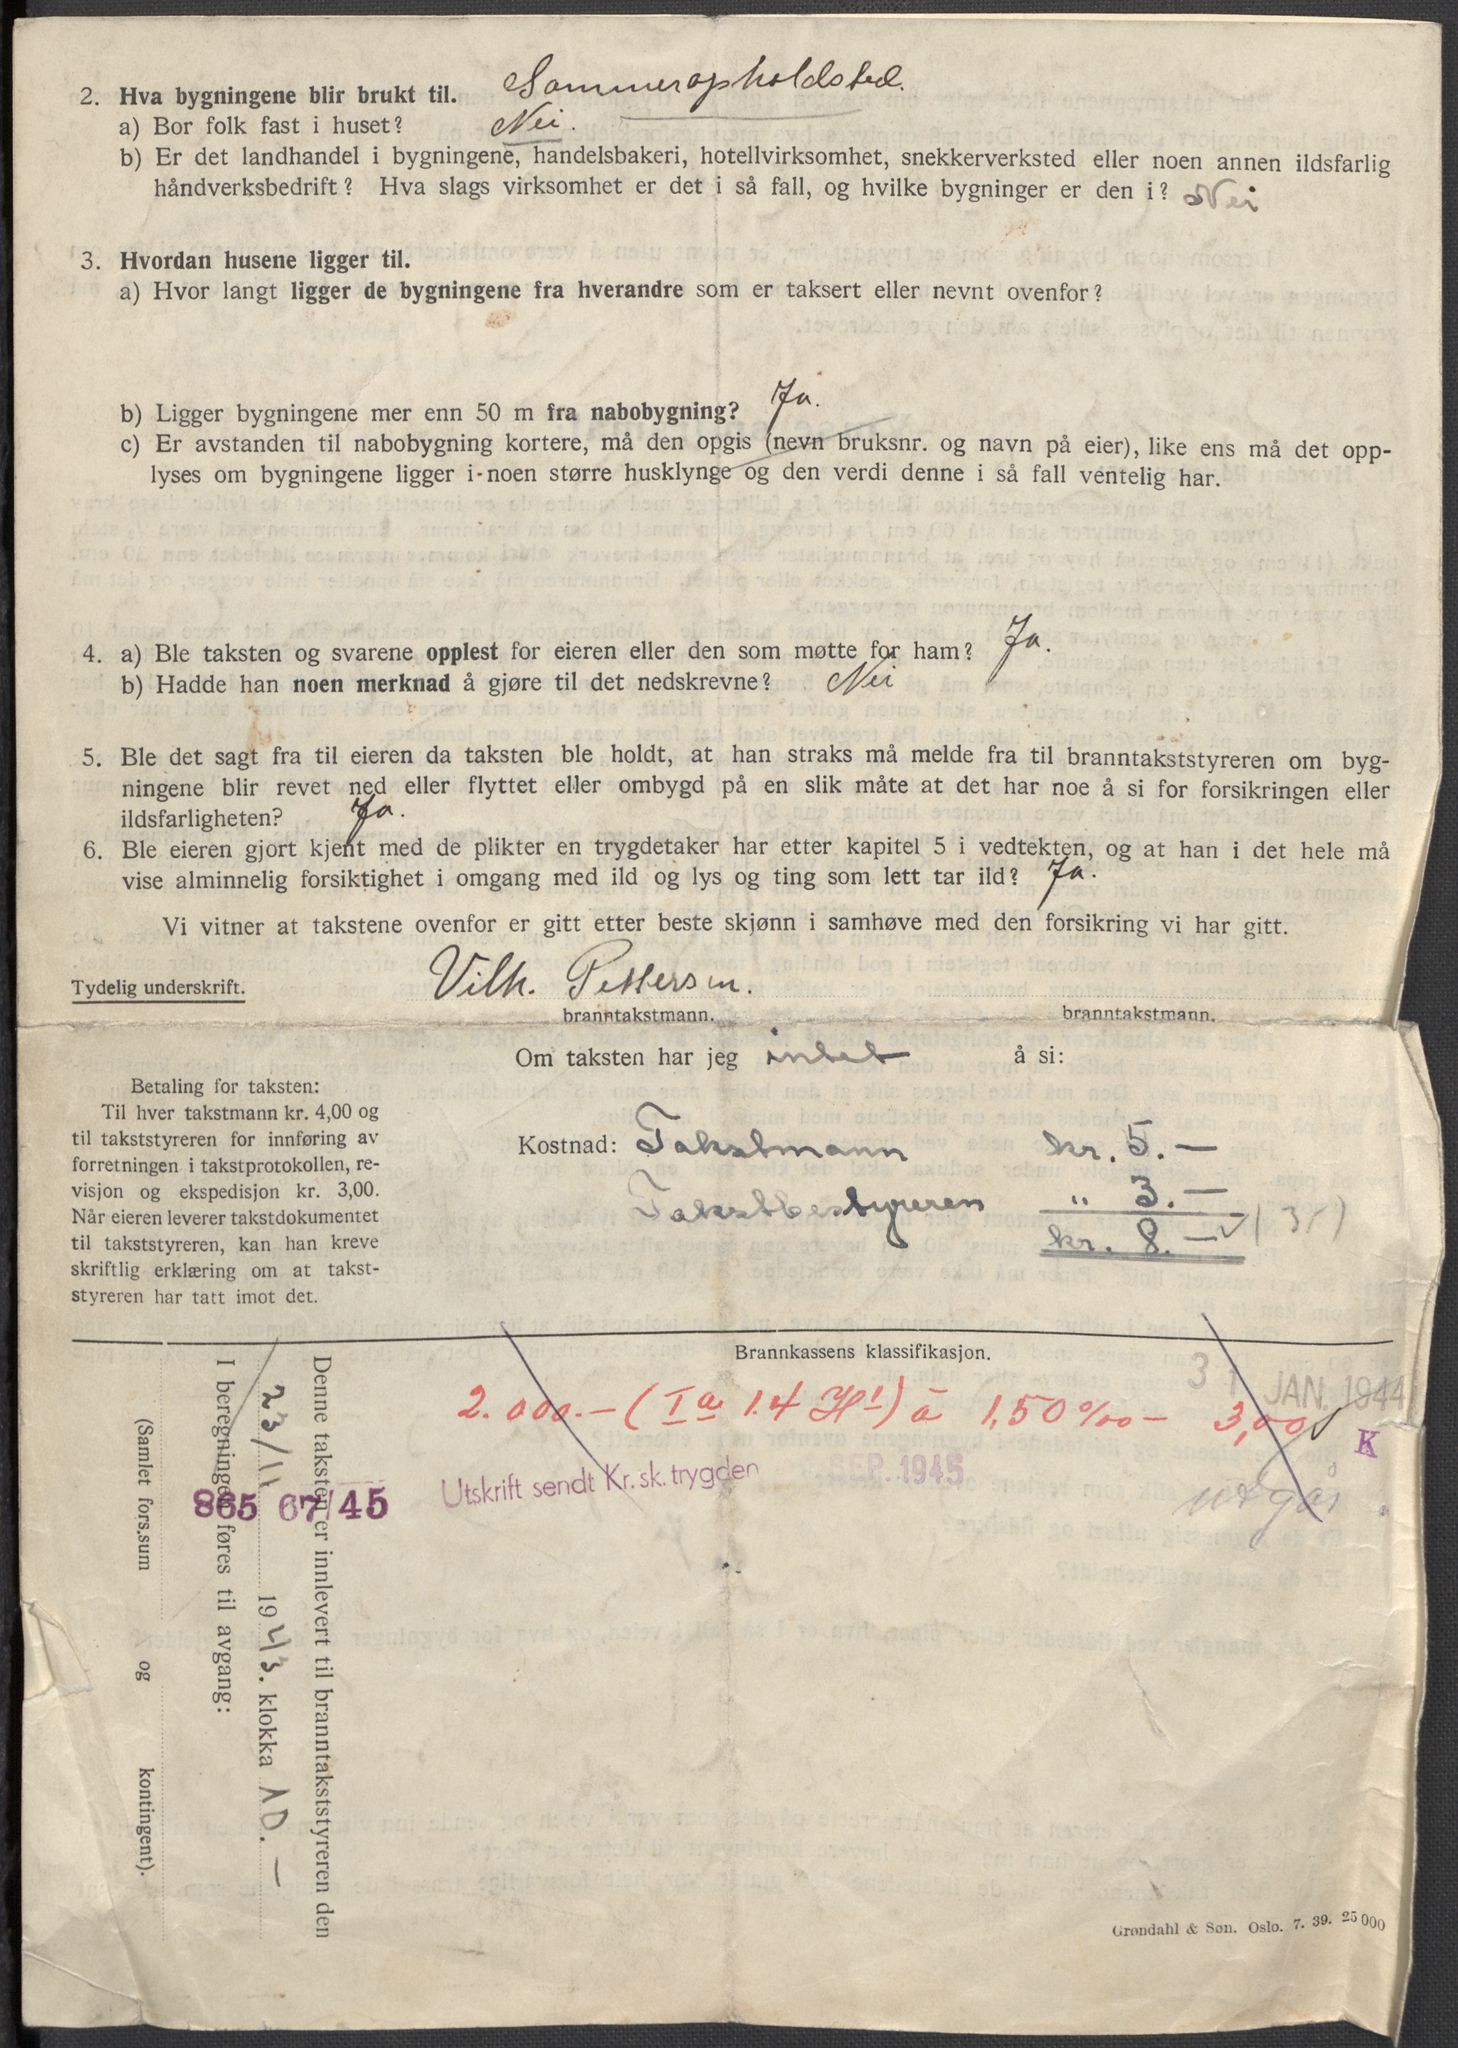 2. Hva bygningene blir brukt til. Sommeropholdsted.
a) Bor folk fast i huset? Nei.
b) Er det landhandel i bygningene, handelsbakeri, hotellvirksomhet, snekkerverksted eller noen annen ildsfarlig
håndverksbedrift? Hva slags virksomhet er det i så fall, og hvilke bygninger er den i? Nei
3. Hvordan husene ligger til.
a) Hvor langt ligger de bygningene fra hverandre som er taksert eller nevnt ovenfor?
b) Ligger bygningene mer enn 50 m fra nabobygning? Ja.
c) Er avstanden til nabobygning kortere, må den opgis (nevn bruksnr. og navn på eier), like ens må det opp-
lyses om bygningene ligger i noen større husklynge og den verdi denne i så fall ventelig har.
4. a) Ble taksten og svarene opplest for eieren eller den som møtte for ham? Ja.
b) Hadde han noen merknad å gjøre til det nedskrevne? Nei
5. Ble det sagt fra til eieren da taksten ble holdt, at han straks må melde fra til branntakststyreren om byg-
ningene blir revet ned eller flyttet eller ombygd på en slik måte at det har noe å si for forsikringen eller
ildsfarligheten? Ja.
6. Ble eieren gjort kjent med de plikter en trygdetaker har etter kapitel 5 i vedtekten, og at han i det hele må
vise alminnelig forsiktighet i omgang med ild og lys og ting som lett tar ild? Ja.
Vi vitner at takstene ovenfor er gitt etter beste skjønn i samhøve med den forsikring vi har gitt.
Tydelig underskrift. Vilh. Pettersen.
branntakstmann. branntakstmann.
Om taksten har jeg intet å si:
Betaling for taksten:
Til hver takstmann kr. 4,00 og
til takststyreren for innføring av
forretningen i takstprotokollen, re-
visjon og ekspedisjon kr. 3,00.
Når eieren leverer takstdokumentet
til takststyreren, kan han kreve
skriftlig erklæring om at takst-
styreren har tatt imot det.
Kostnad: Takstmann kr. 5.—
Takstbestyreren " 3.—
kr. 8.—
Brannkassens klassifikasjon.
31 JAN. 1944
2.000.— (Ia 1.4 H1) à 1,50 ‰ — 3,00
K
Utskrift sendt Kr.sk.trygden SEP. 1945
utgår
865 67/45
Denne taksten er innlevert til branntakststyreren den
23/11 1943. klokka 10.—
I beregningen føres til avgang:
(Samlet fors.sum og kontingent).
Grøndahl & Søn. Oslo. 7. 39. 25 000